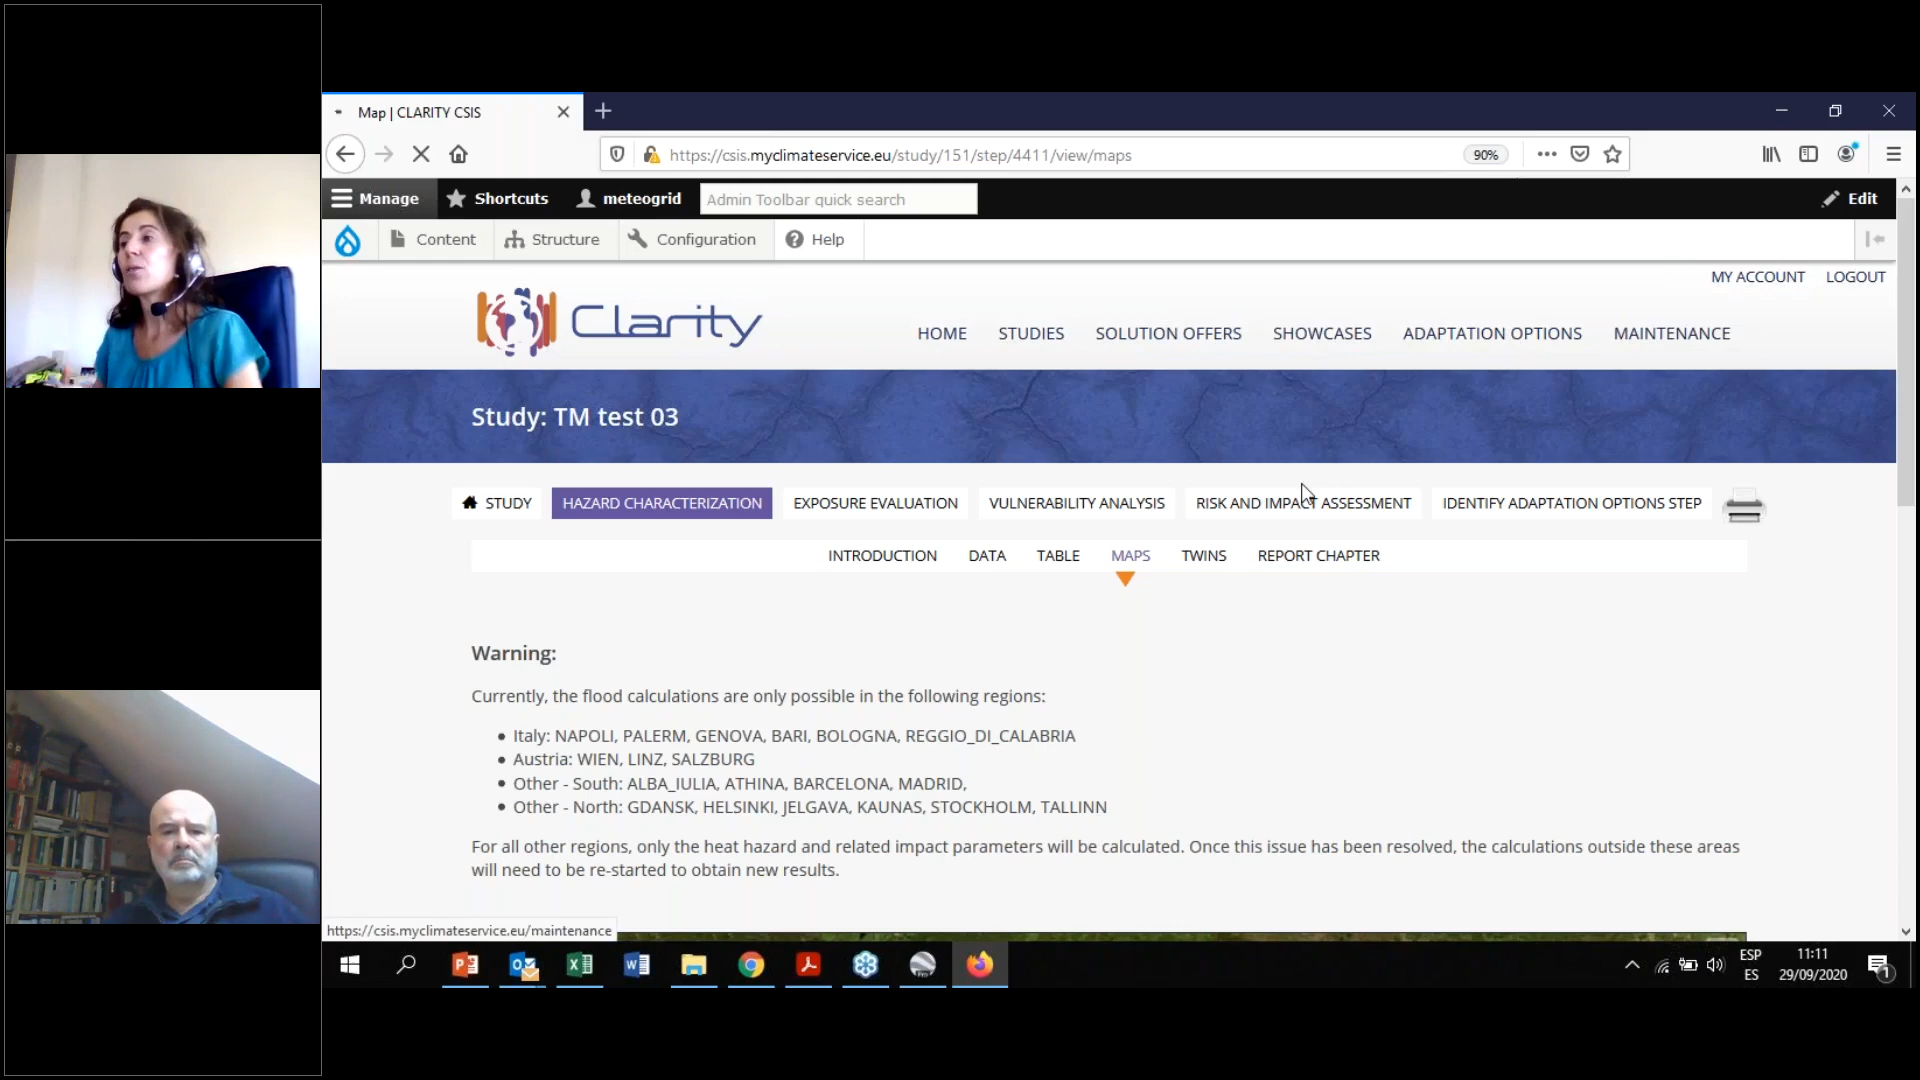 Map | CLARITY CSIS
https://csis.myclimateservice.eu/study/151/step/4411/view/maps
90%
Manage
Shortcuts
meteogrid
Admin Toolbar quick search
Edit
Content
Structure
Configuration
Help
MY ACCOUNT
LOGOUT
Clarity
HOME
STUDIES
SOLUTION OFFERS
SHOWCASES
ADAPTATION OPTIONS
MAINTENANCE
Study: TM test 03
STUDY
HAZARD CHARACTERIZATION
EXPOSURE EVALUATION
VULNERABILITY ANALYSIS
RISK AND IMPACT ASSESSMENT
IDENTIFY ADAPTATION OPTIONS STEP
INTRODUCTION
DATA
TABLE
MAPS
TWINS
REPORT CHAPTER
Warning:
Currently, the flood calculations are only possible in the following regions:
Italy: NAPOLI, PALERM, GENOVA, BARI, BOLOGNA, REGGIO_DI_CALABRIA
Austria: WIEN, LINZ, SALZBURG
Other - South: ALBA_IULIA, ATHINA, BARCELONA, MADRID,
Other - North: GDANSK, HELSINKI, JELGAVA, KAUNAS, STOCKHOLM, TALLINN
For all other regions, only the heat hazard and related impact parameters will be calculated. Once this issue has been resolved, the calculations outside these areas
will need to be re-started to obtain new results.
https://csis.myclimateservice.eu/maintenance
ESP
ES
11:11
29/09/2020
1